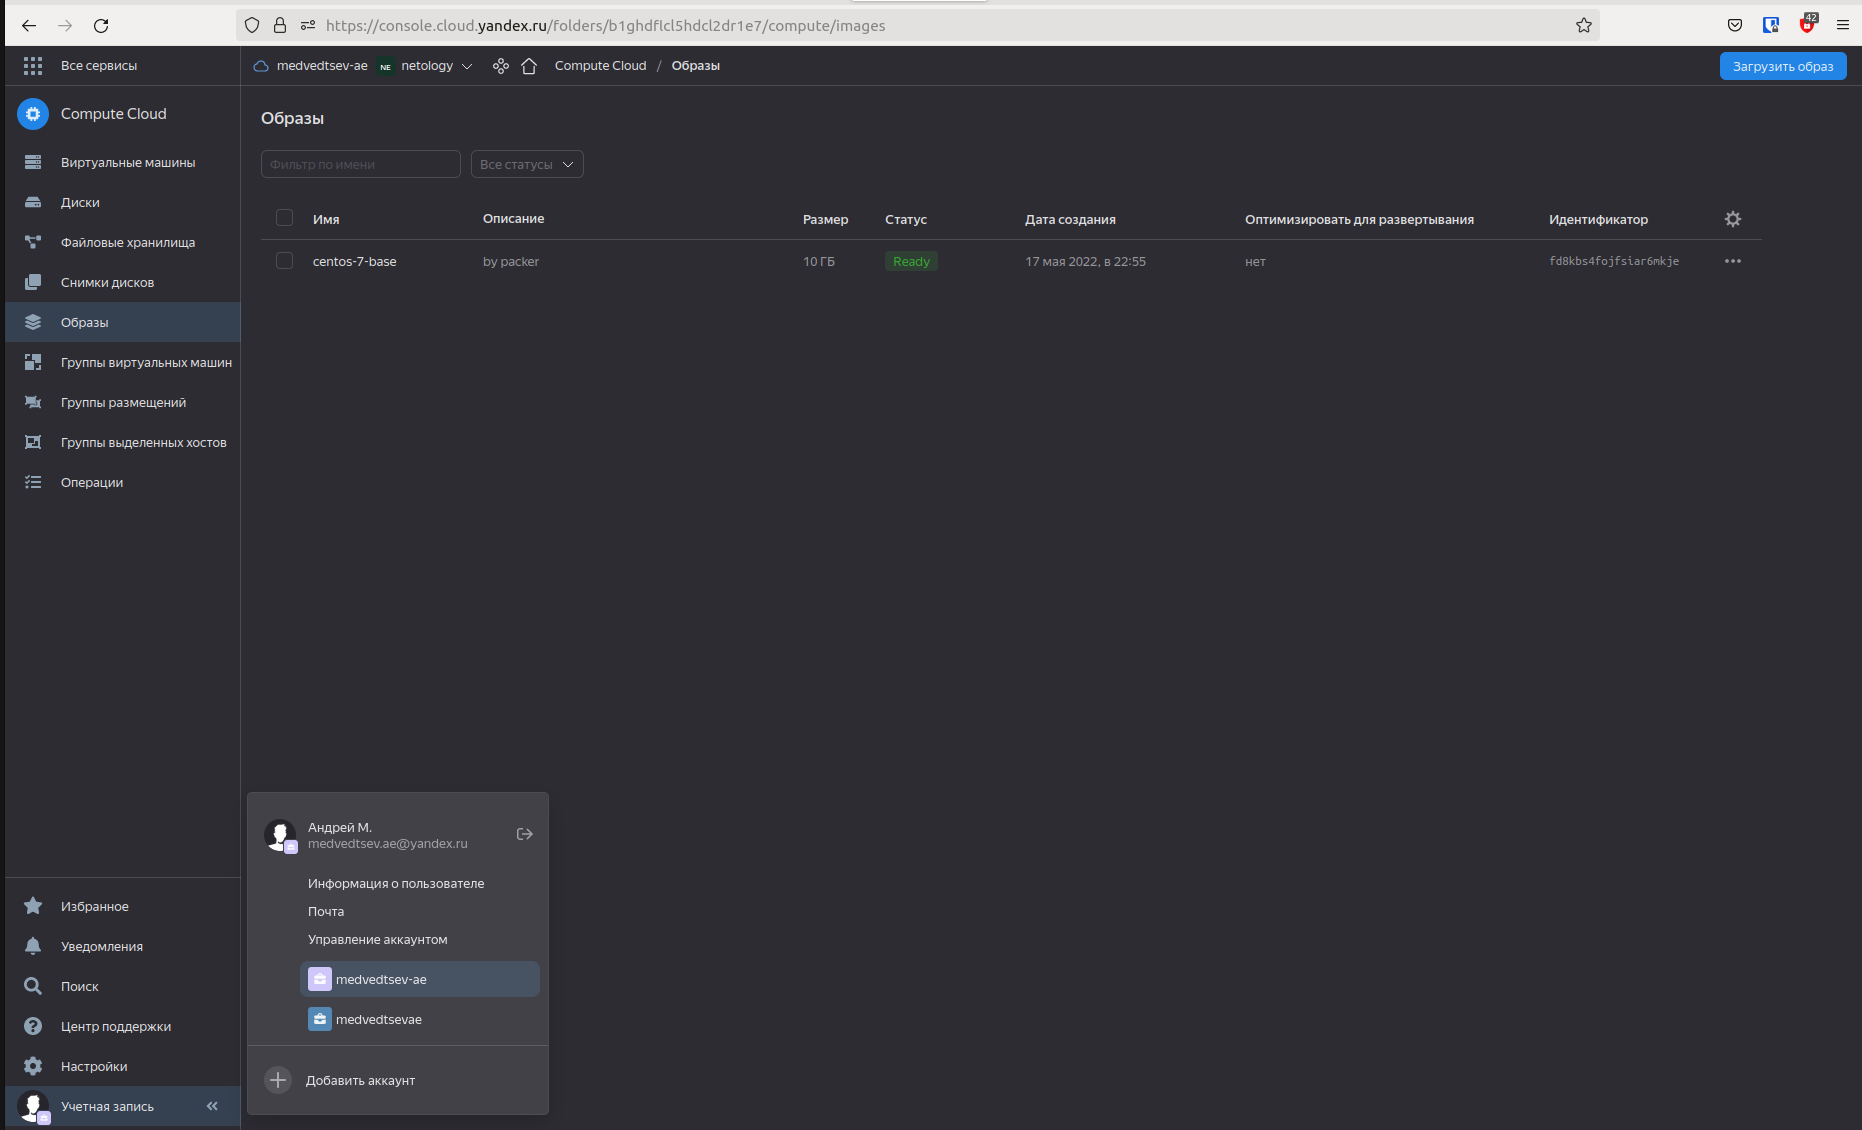 https://console.cloud.yandex.ru/folders/b1ghdflcl5hdcl2dr1e7/compute/images
42
Все сервисы
medvedtsev-ae NE netology
Compute Cloud / Образы
Загрузить образ
Compute Cloud
Виртуальные машины
Диски
Файловые хранилища
Снимки дисков
Образы
Группы виртуальных машин
Группы размещений
Группы выделенных хостов
Операции
Образы
Фильтр по имени
Все статусы
Имя Описание Размер Статус Дата создания Оптимизировать для развертывания Идентификатор
centos-7-base by packer 10 ГБ Ready 17 мая 2022, в 22:55 нет fd8kbs4fojfsiar6mkje
Андрей М.
medvedtsev.ae@yandex.ru
Информация о пользователе
Почта
Управление аккаунтом
medvedtsev-ae
medvedtsevae
Добавить аккаунт
Избранное
Уведомления
Поиск
Центр поддержки
Настройки
Учетная запись